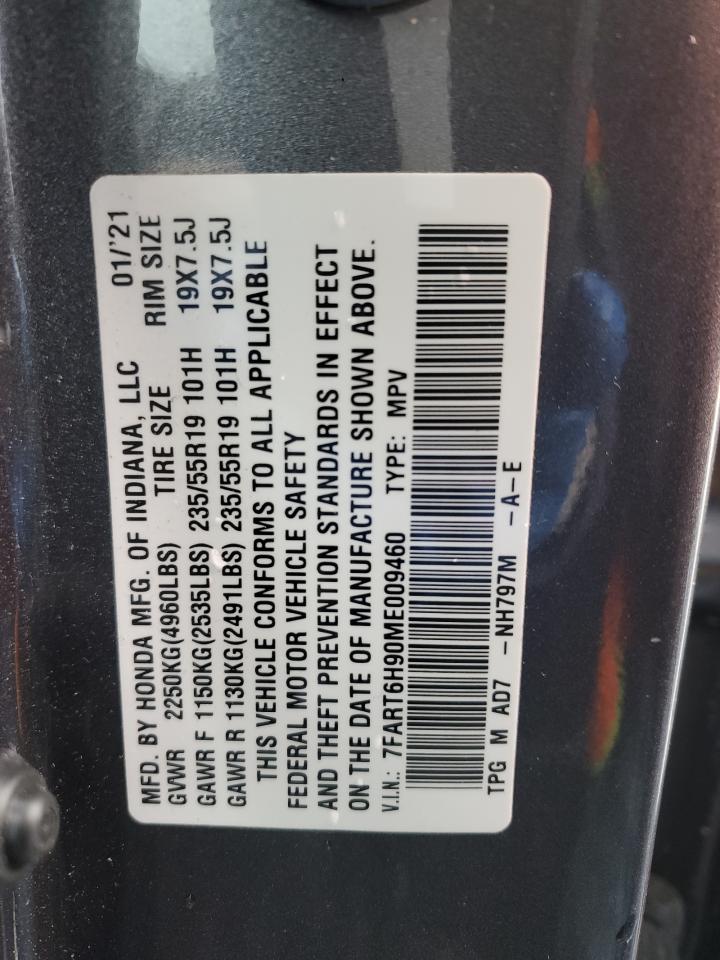 MFD. BY HONDA MFG. OF INDIANA, LLC 01/'21
GVWR 2250KG(4960LBS) TIRE SIZE RIM SIZE
GAWR F 1150KG(2535LBS) 235/55R19 101H 19X7.5J
GAWR R 1130KG(2491LBS) 235/55R19 101H 19X7.5J
THIS VEHICLE CONFORMS TO ALL APPLICABLE
FEDERAL MOTOR VEHICLE SAFETY
AND THEFT PREVENTION STANDARDS IN EFFECT
ON THE DATE OF MANUFACTURE SHOWN ABOVE.
V.I.N.: 7FART6H90ME009460 TYPE: MPV
TPG M AD7 -NH797M -A-E